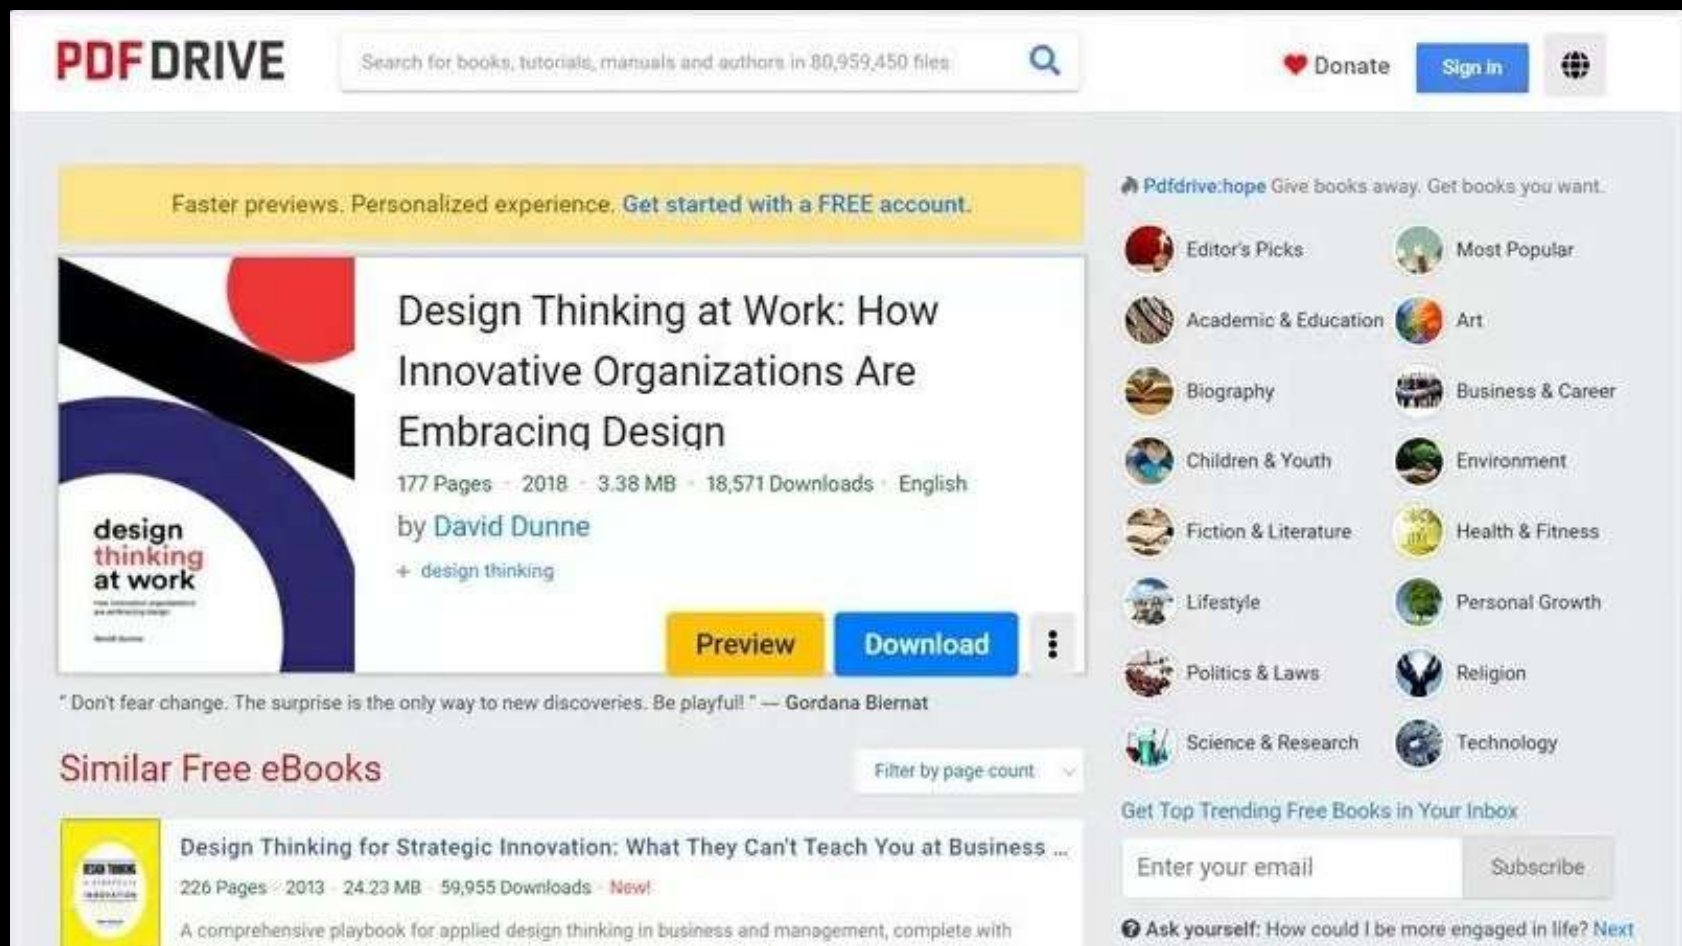 PDFDRIVE
Search for books, tutorials, manuals and authors in 80,959,450 files
Donate
Sign in
Faster previews. Personalized experience. Get started with a FREE account.
design
thinking
at work
David Dunne
Design Thinking at Work: How
Innovative Organizations Are
Embracing Design
177 Pages · 2018 · 3.38 MB · 18,571 Downloads · English
by David Dunne
+ design thinking
Preview
Download
" Don't fear change. The surprise is the only way to new discoveries. Be playful! " — Gordana Biernat
Similar Free eBooks
Filter by page count
DESIGN THINKING
INNOVATION
Design Thinking for Strategic Innovation: What They Can't Teach You at Business ...
226 Pages · 2013 · 24.23 MB · 59,955 Downloads · New!
A comprehensive playbook for applied design thinking in business and management, complete with
Pdfdrive:hope Give books away. Get books you want.
Editor's Picks
Most Popular
Academic & Education
Art
Biography
Business & Career
Children & Youth
Environment
Fiction & Literature
Health & Fitness
Lifestyle
Personal Growth
Politics & Laws
Religion
Science & Research
Technology
Get Top Trending Free Books in Your Inbox
Enter your email
Subscribe
Ask yourself: How could I be more engaged in life? Next